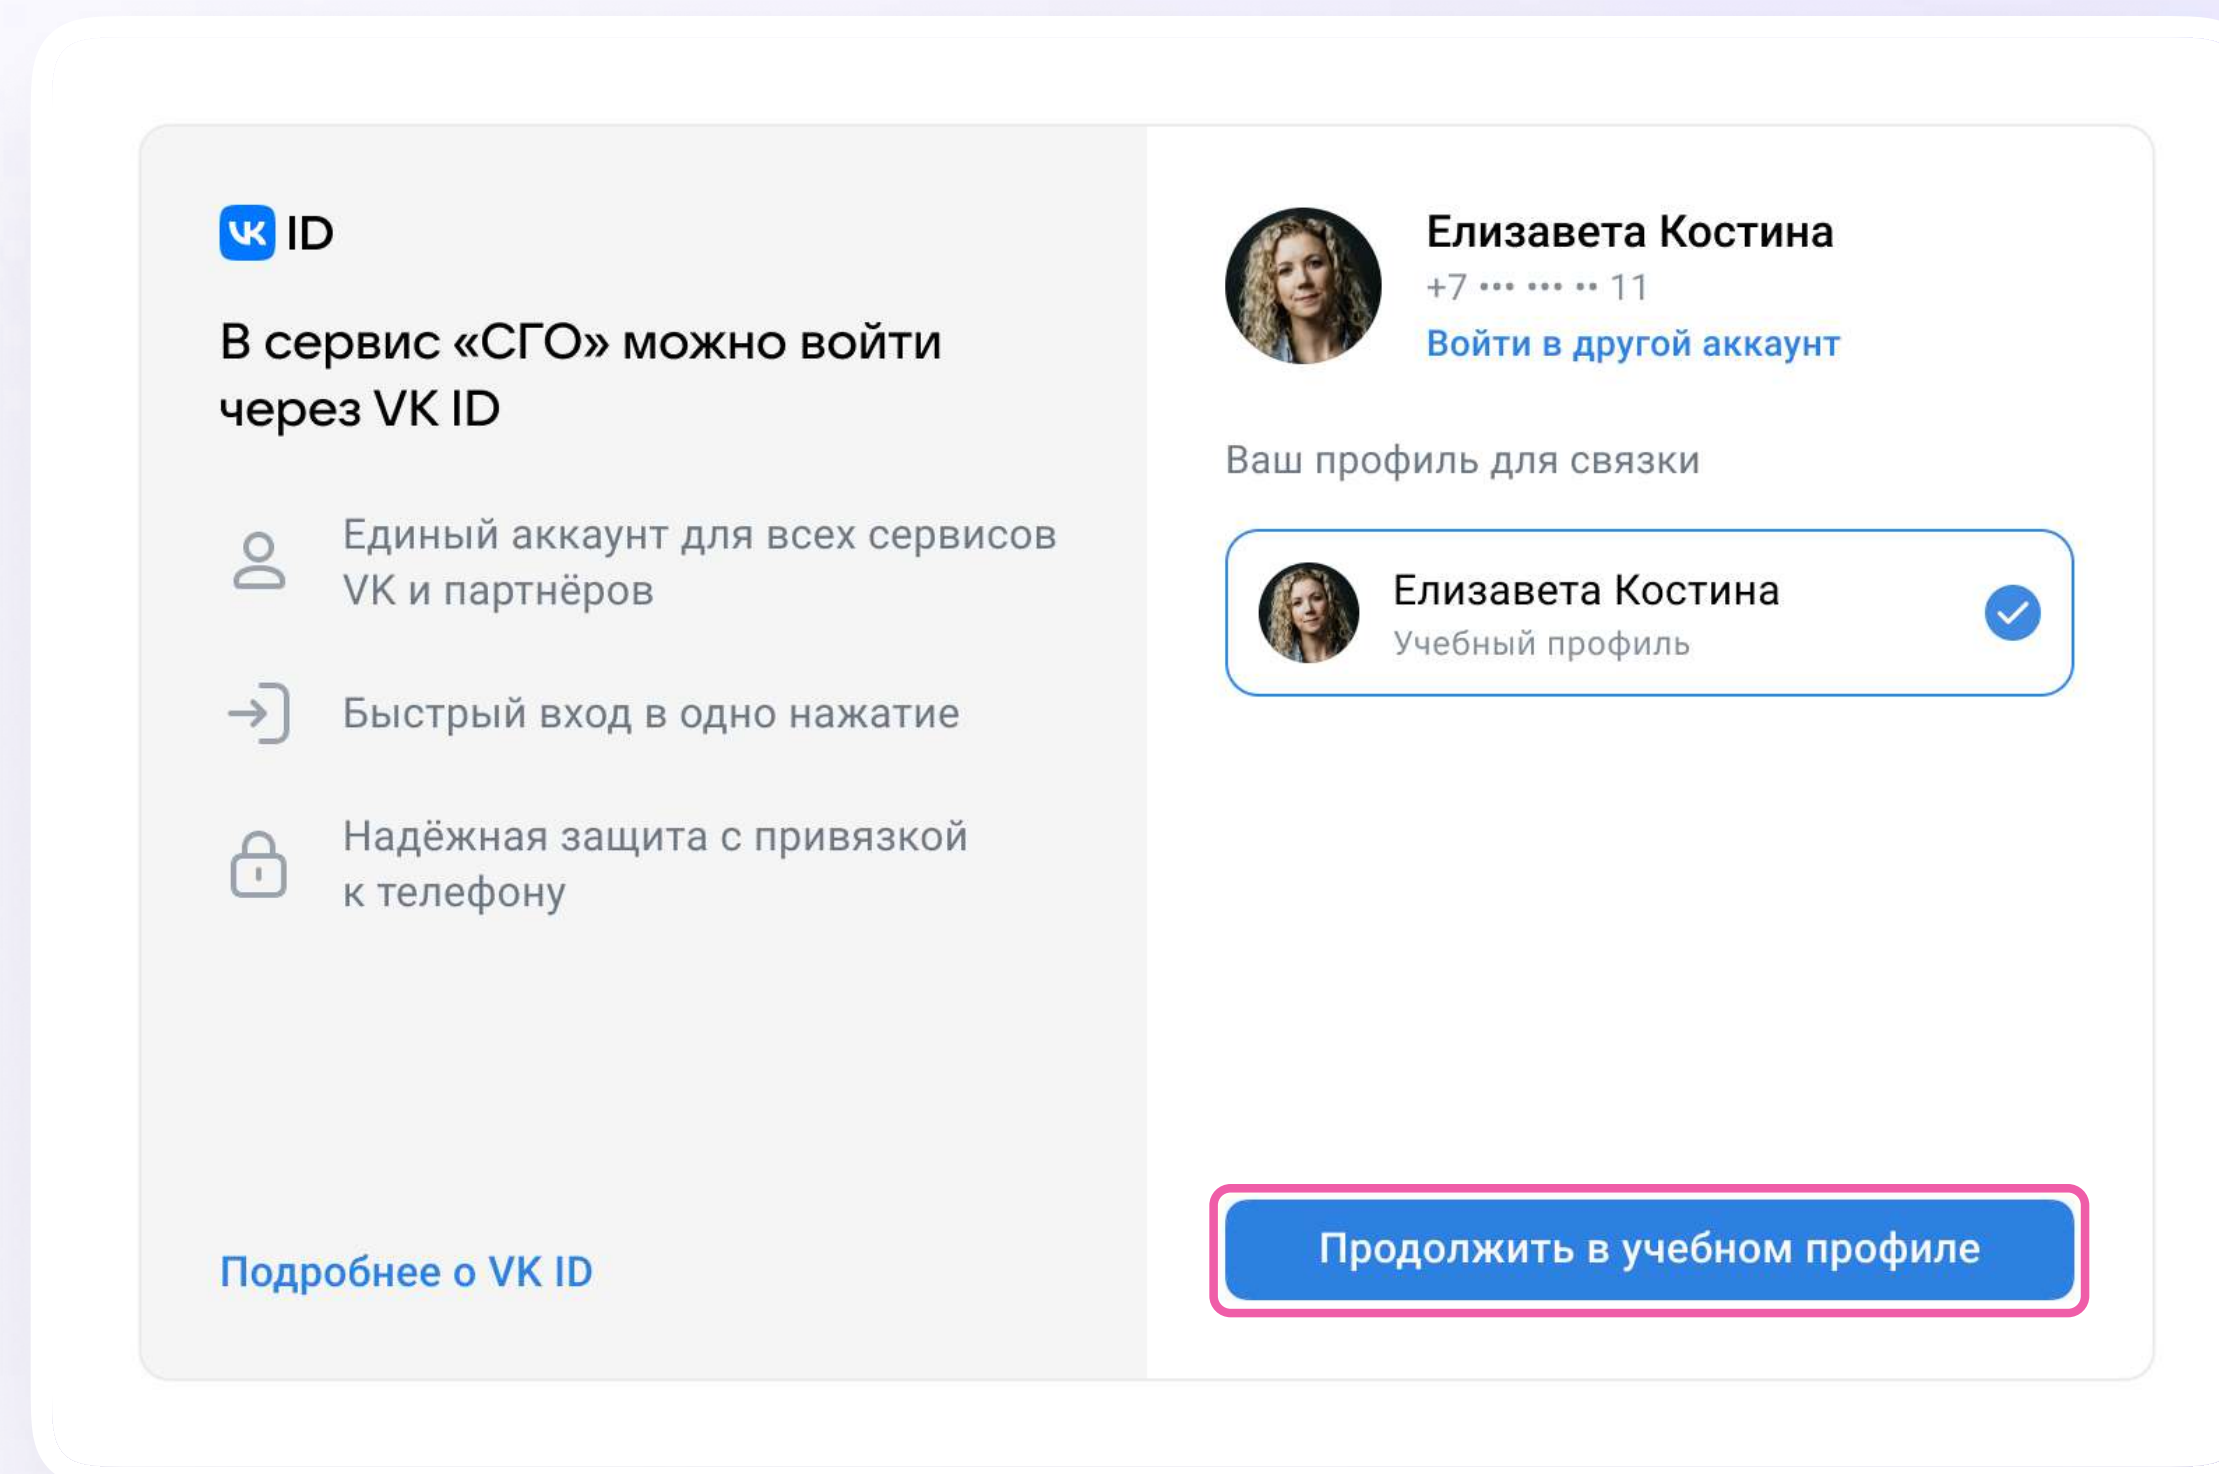 VK ID
В сервис «СГО» можно войти
через VK ID
Единый аккаунт для всех сервисов
VK и партнёров
Быстрый вход в одно нажатие
Надёжная защита с привязкой
к телефону
Подробнее о VK ID
Елизавета Костина
+7 ••• ••• •• 11
Войти в другой аккаунт
Ваш профиль для связки
Елизавета Костина
Учебный профиль
Продолжить в учебном профиле